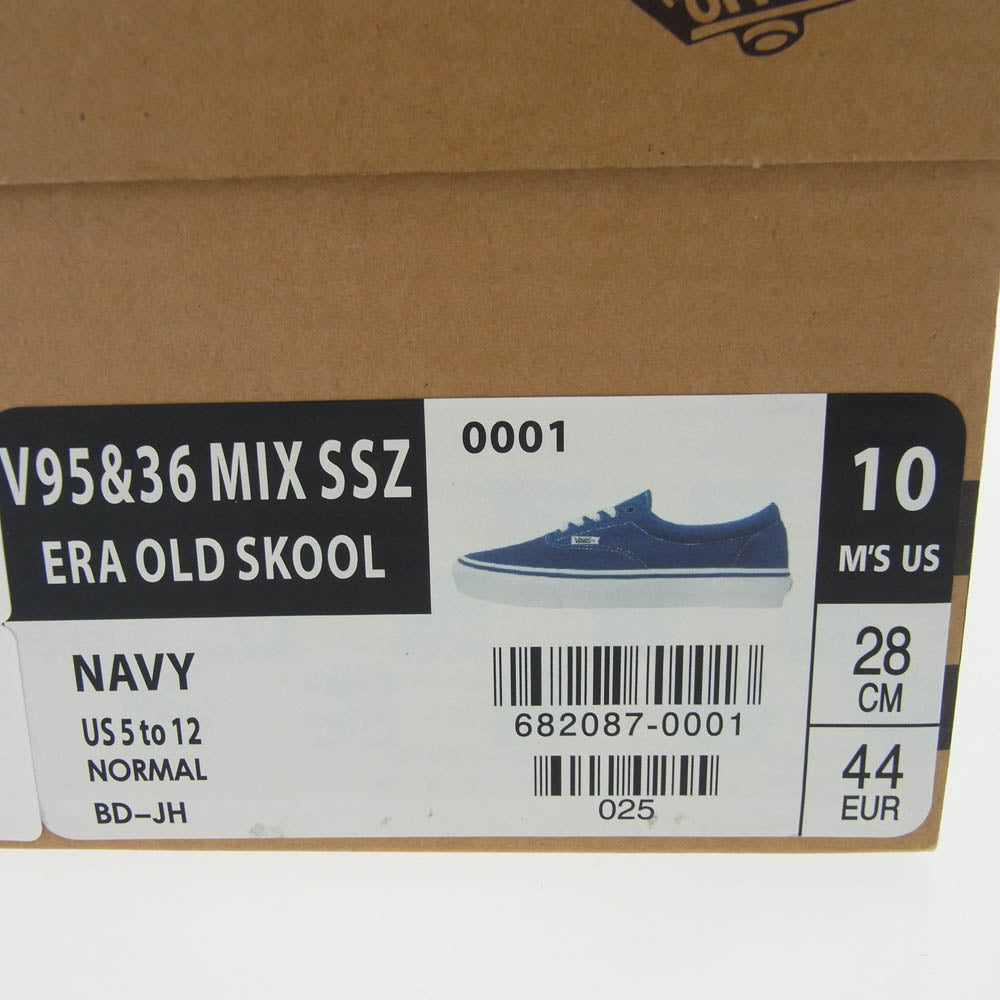 V95&36 MIX SSZ
ERA OLD SKOOL
0001
10
M'S US
NAVY
US 5 to 12
NORMAL
BD-JH
682087-0001
025
28
CM
44
EUR